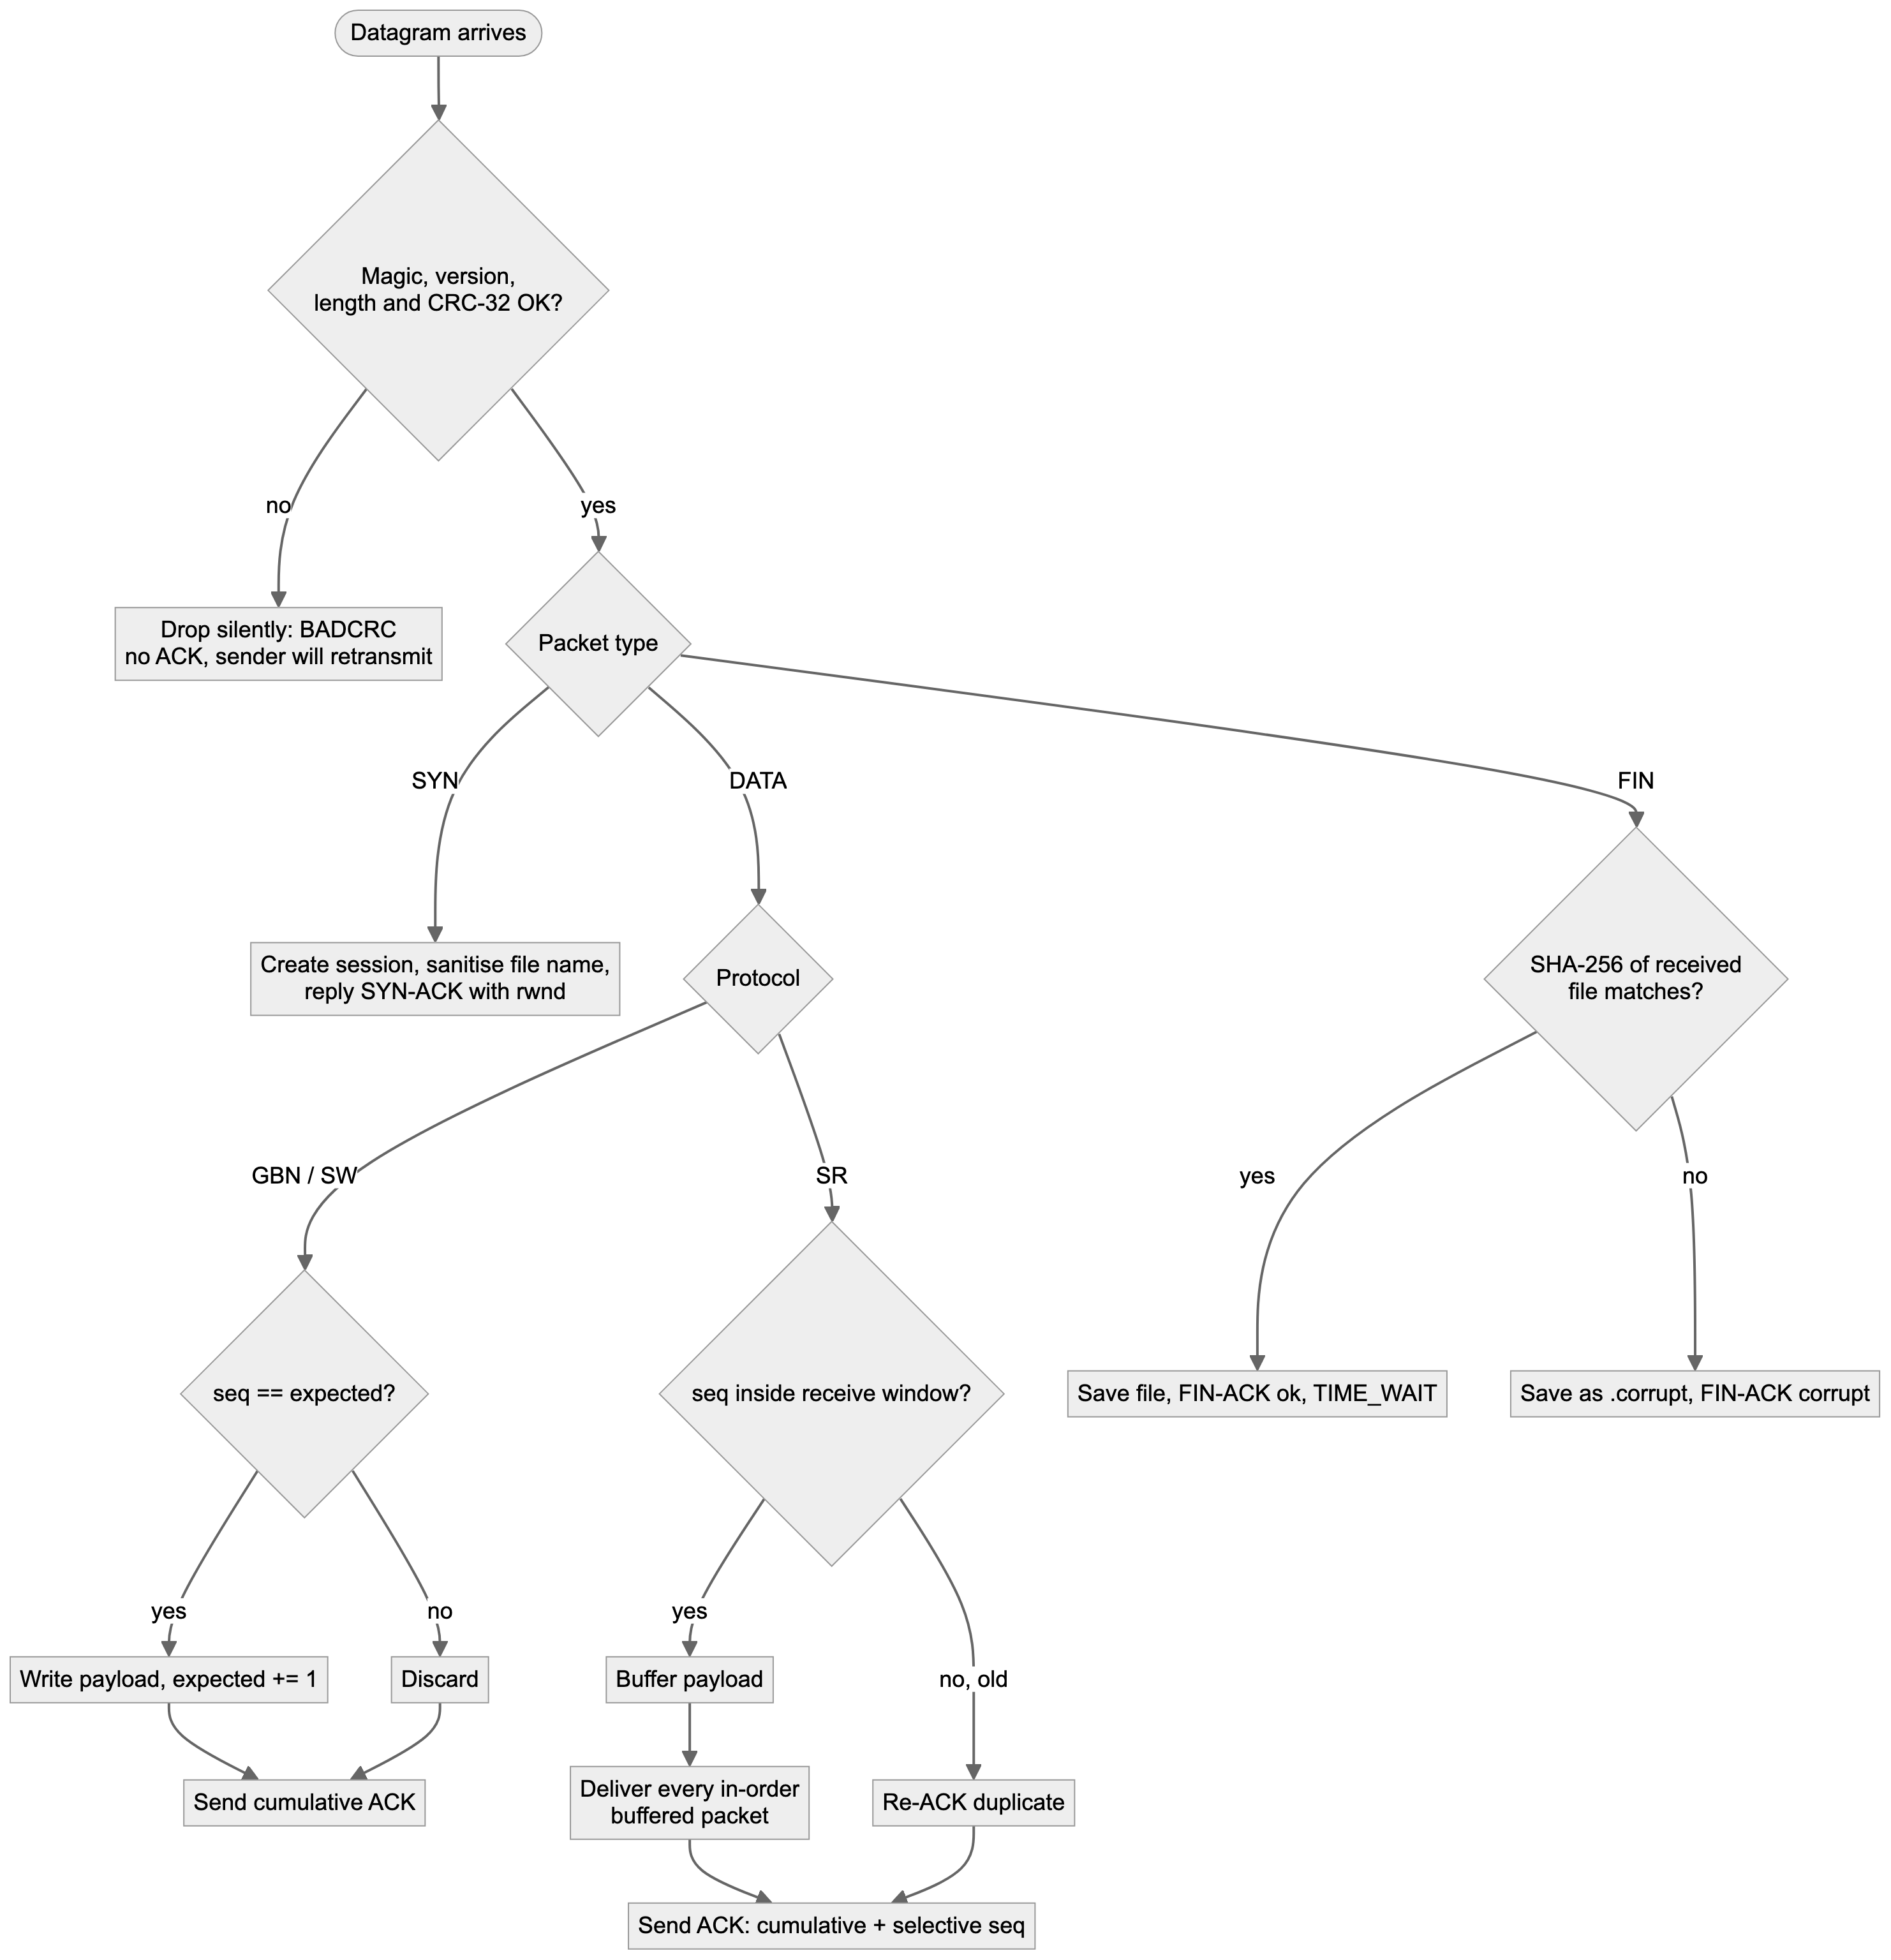 Datagram arrives
Magic, version,
length and CRC-32 OK?
no
yes
Drop silently: BADCRC
no ACK, sender will retransmit
Packet type
SYN
DATA
FIN
Create session, sanitise file name,
reply SYN-ACK with rwnd
Protocol
SHA-256 of received
file matches?
GBN / SW
SR
yes
no
seq == expected?
seq inside receive window?
Save file, FIN-ACK ok, TIME_WAIT
Save as .corrupt, FIN-ACK corrupt
yes
no
yes
no, old
Write payload, expected += 1
Discard
Buffer payload
Send cumulative ACK
Deliver every in-order
buffered packet
Re-ACK duplicate
Send ACK: cumulative + selective seq